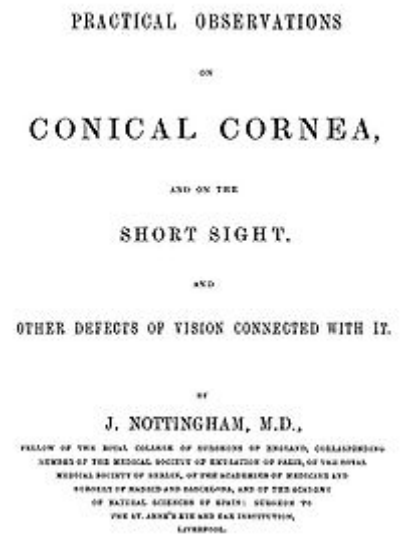 PRACTICAL OBSERVATIONS
ON
CONICAL CORNEA,
AND ON THE
SHORT SIGHT.
AND
OTHER DEFECTS OF VISION CONNECTED WITH IT.
BY
J. NOTTINGHAM, M.D.,
FELLOW OF THE ROYAL COLLEGE OF SURGEONS OF ENGLAND, CORRESPONDING
MEMBER OF THE MEDICAL SOCIETY OF EMULATION OF PARIS, OF THE ROYAL
MEDICAL SOCIETY OF BERLIN, OF THE ACADEMIES OF MEDICINE AND
SURGERY OF MADRID AND BARCELONA, AND OF THE ACADEMY
OF NATURAL SCIENCES OF SPAIN: SURGEON TO
THE ST. ANNE'S EYE AND EAR INSTITUTION,
LIVERPOOL.